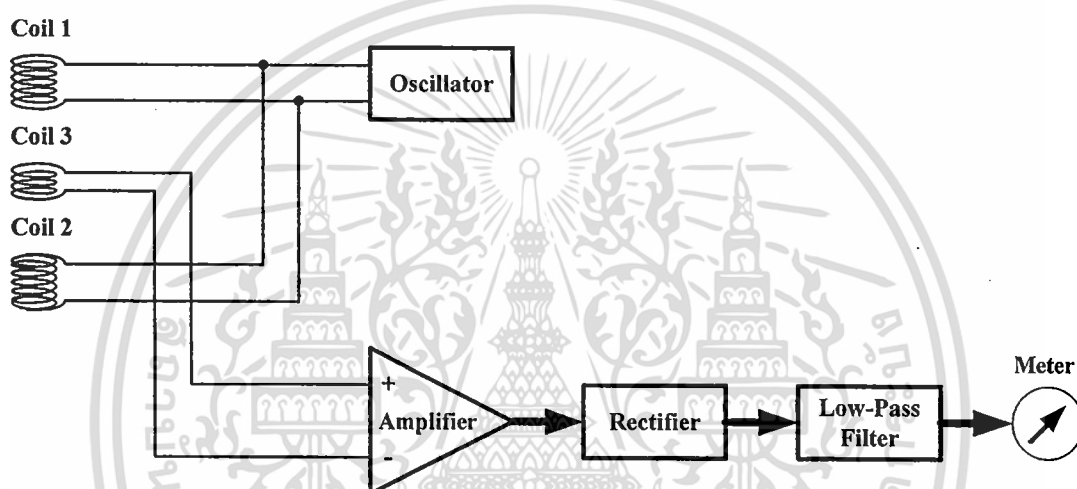 Coil 1
Oscillator
Coil 3
Coil 2
+
Amplifier
-
Rectifier
Low-Pass
Filter
Meter